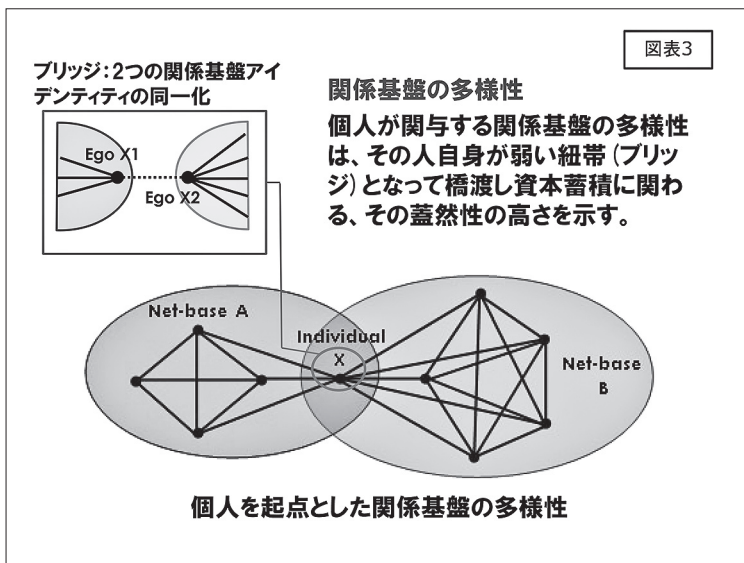 図表3
ブリッジ：2つの関係基盤アイ
デンティティの同一化
Ego X1
Ego X2
関係基盤の多様性
個人が関与する関係基盤の多様性
は、その人自身が弱い紐帯（ブリッ
ジ）となって橋渡し資本蓄積に関わ
る、その蓋然性の高さを示す。
Net-base A
Individual
X
Net-base
B
個人を起点とした関係基盤の多様性